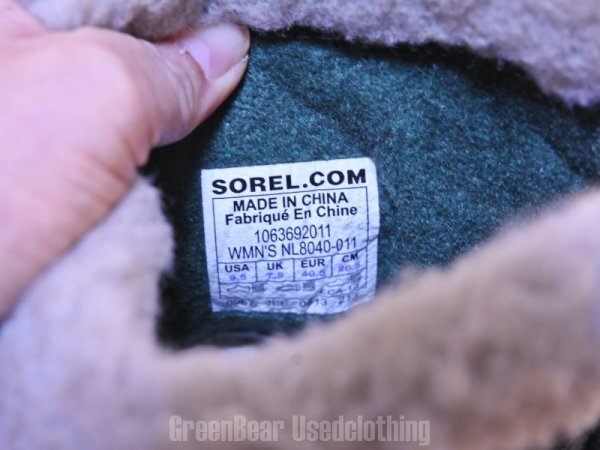 SOREL.COM
MADE IN CHINA
Fabriqué En Chine
1063692011
WMN'S NL8040-011
USA UK EUR CM
9.5 7.5 40.5 26.5
GreenBear Usedclothing